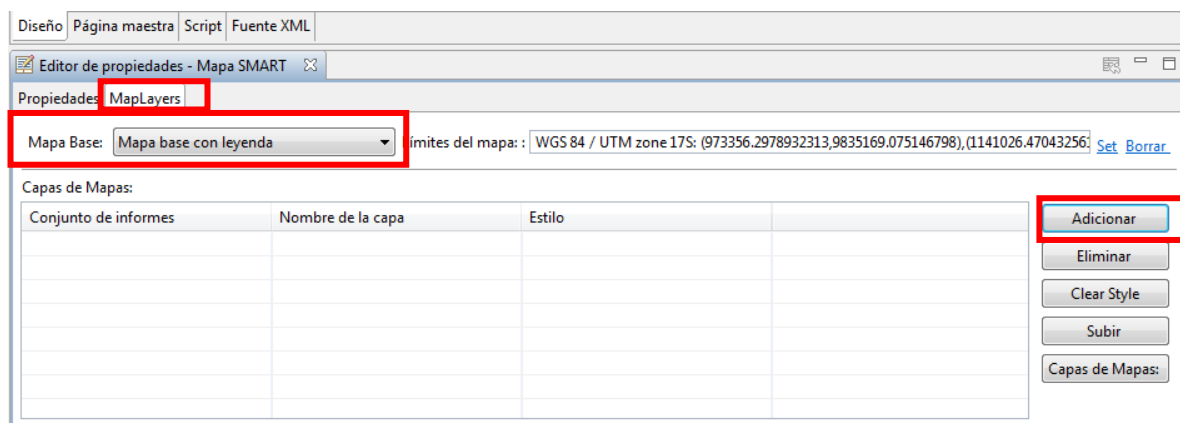 Diseño Página maestra Script Fuente XML
Editor de propiedades - Mapa SMART
Propiedades MapLayers
Mapa Base: Mapa base con leyenda ímites del mapa: : WGS 84 / UTM zone 17S: (973356.2978932313,9835169.075146798),(1141026.47043256 Set Borrar
Capas de Mapas:
Conjunto de informes Nombre de la capa Estilo
Adicionar
Eliminar
Clear Style
Subir
Capas de Mapas: